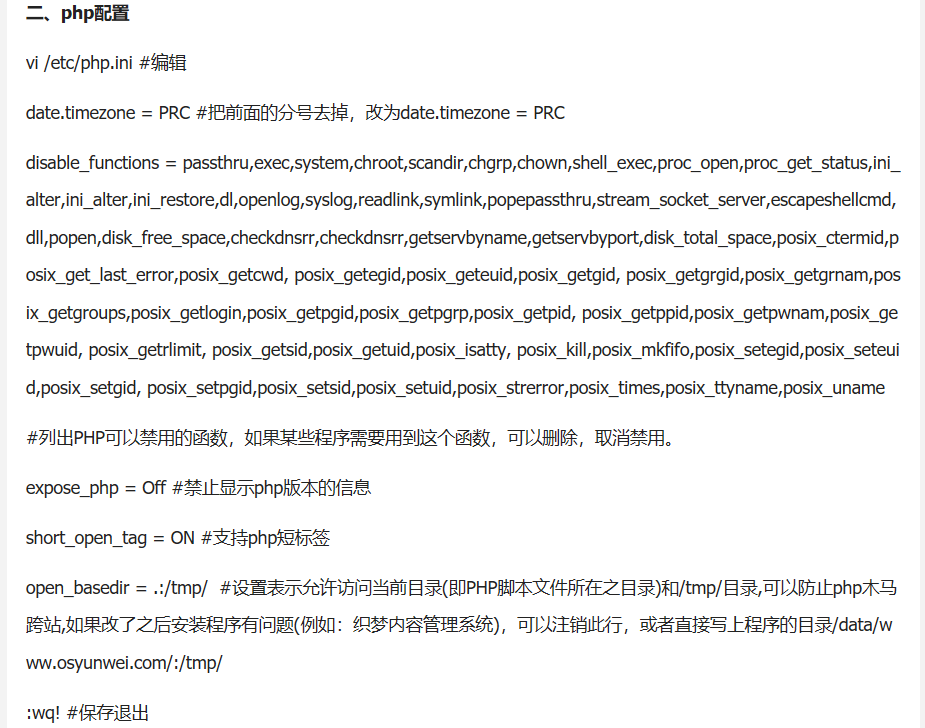 二、php配置
vi /etc/php.ini #编辑
date.timezone = PRC #把前面的分号去掉，改为date.timezone = PRC
disable_functions = passthru,exec,system,chroot,scandir,chgrp,chown,shell_exec,proc_open,proc_get_status,ini_
alter,ini_alter,ini_restore,dl,openlog,syslog,readlink,symlink,popepassthru,stream_socket_server,escapeshellcmd,
dll,popen,disk_free_space,checkdnsrr,checkdnsrr,getservbyname,getservbyport,disk_total_space,posix_ctermid,p
osix_get_last_error,posix_getcwd, posix_getegid,posix_geteuid,posix_getgid, posix_getgrgid,posix_getgrnam,pos
ix_getgroups,posix_getlogin,posix_getpgid,posix_getpgrp,posix_getpid, posix_getppid,posix_getpwnam,posix_ge
tpwuid, posix_getrlimit, posix_getsid,posix_getuid,posix_isatty, posix_kill,posix_mkfifo,posix_setegid,posix_seteui
d,posix_setgid, posix_setpgid,posix_setsid,posix_setuid,posix_strerror,posix_times,posix_ttyname,posix_uname
#列出PHP可以禁用的函数，如果某些程序需要用到这个函数，可以删除，取消禁用。
expose_php = Off #禁止显示php版本的信息
short_open_tag = ON #支持php短标签
open_basedir = .:/tmp/  #设置表示允许访问当前目录(即PHP脚本文件所在之目录)和/tmp/目录,可以防止php木马
跨站,如果改了之后安装程序有问题(例如：织梦内容管理系统)，可以注销此行，或者直接写上程序的目录/data/w
ww.osyunwei.com/:/tmp/
:wq! #保存退出